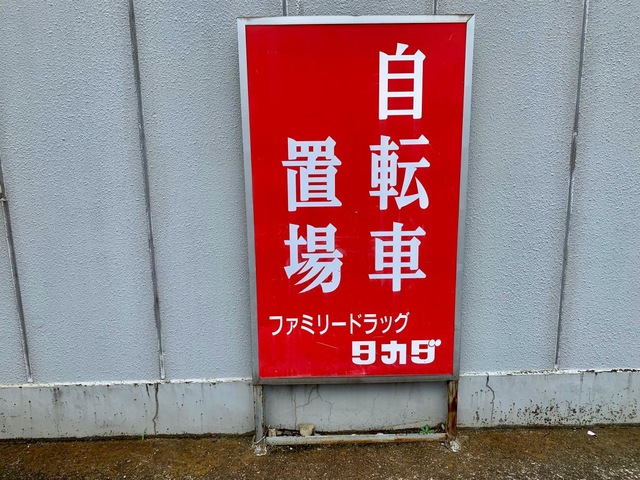 自転車
置場
ファミリードラッグ
タカダ